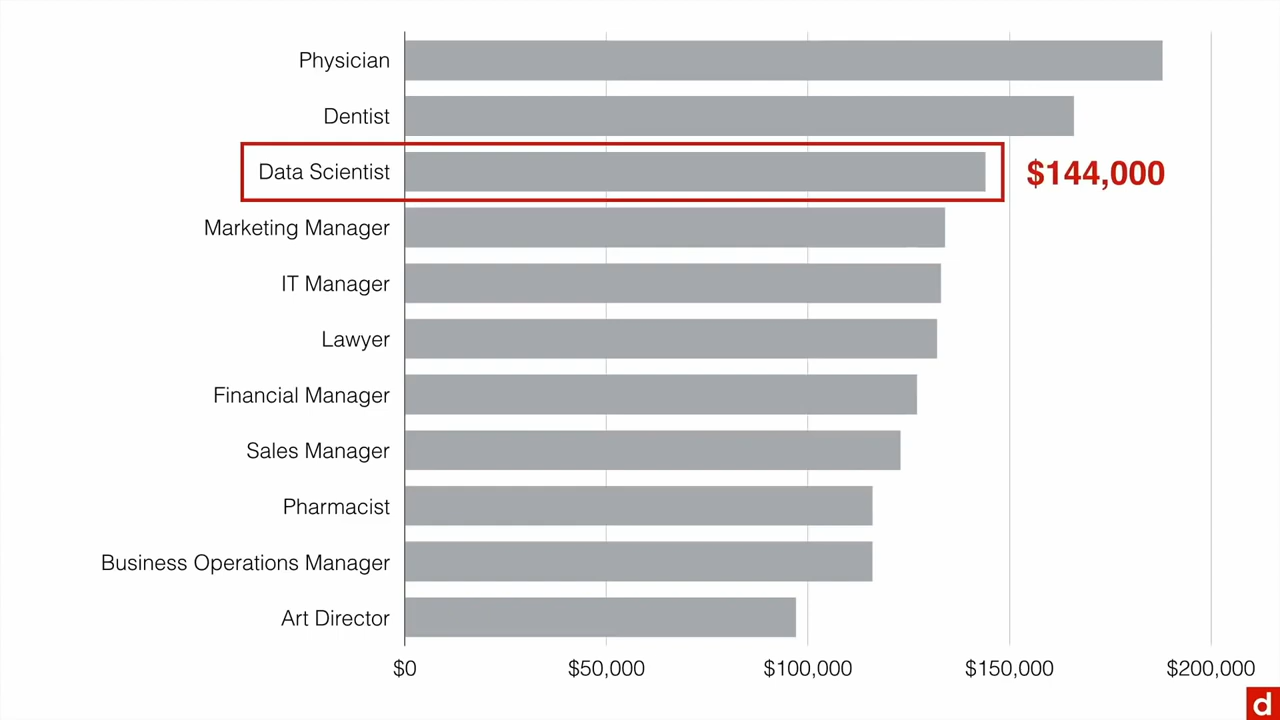 Physician
Dentist
Data Scientist
$144,000
Marketing Manager
IT Manager
Lawyer
Financial Manager
Sales Manager
Pharmacist
Business Operations Manager
Art Director
$0 $50,000 $100,000 $150,000 $200,000
d